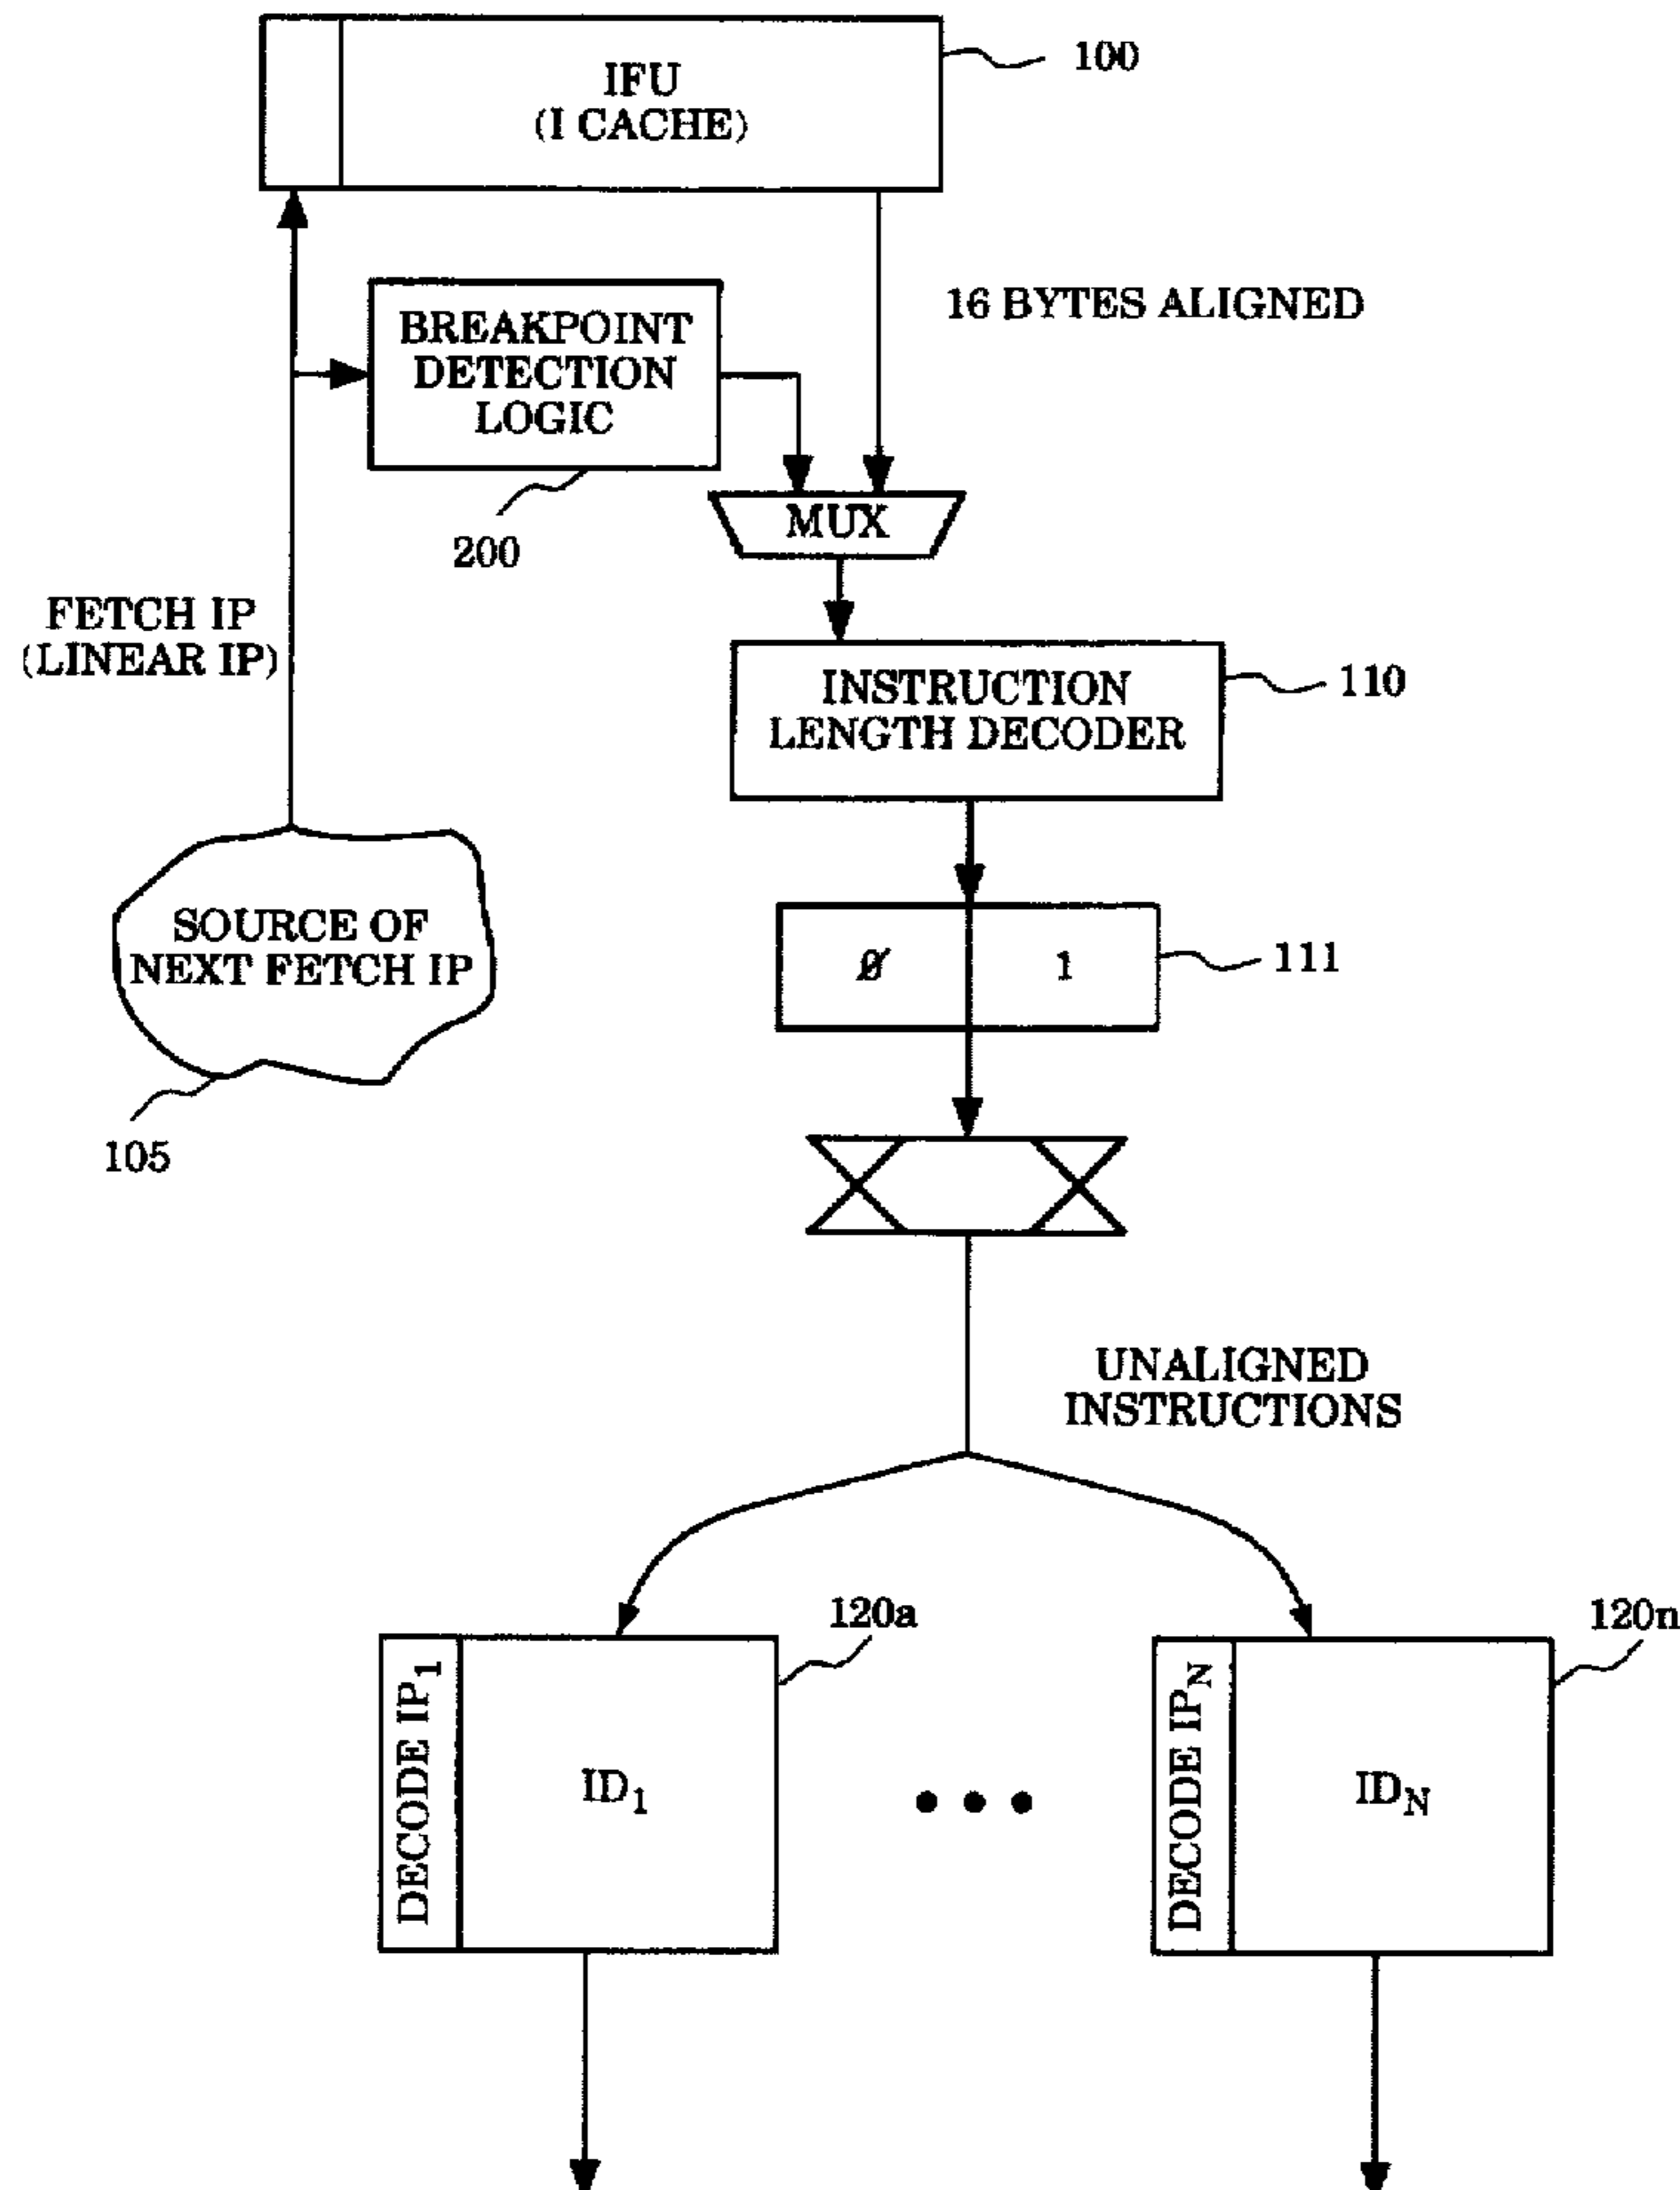 IFU
(I CACHE)
100
16 BYTES ALIGNED
BREAKPOINT
DETECTION
LOGIC
200
MUX
FETCH IP
(LINEAR IP)
INSTRUCTION
LENGTH DECODER
110
SOURCE OF
NEXT FETCH IP
105
0 1
111
UNALIGNED
INSTRUCTIONS
120a
120n
DECODE IP1
ID1
DECODE IPN
IDN